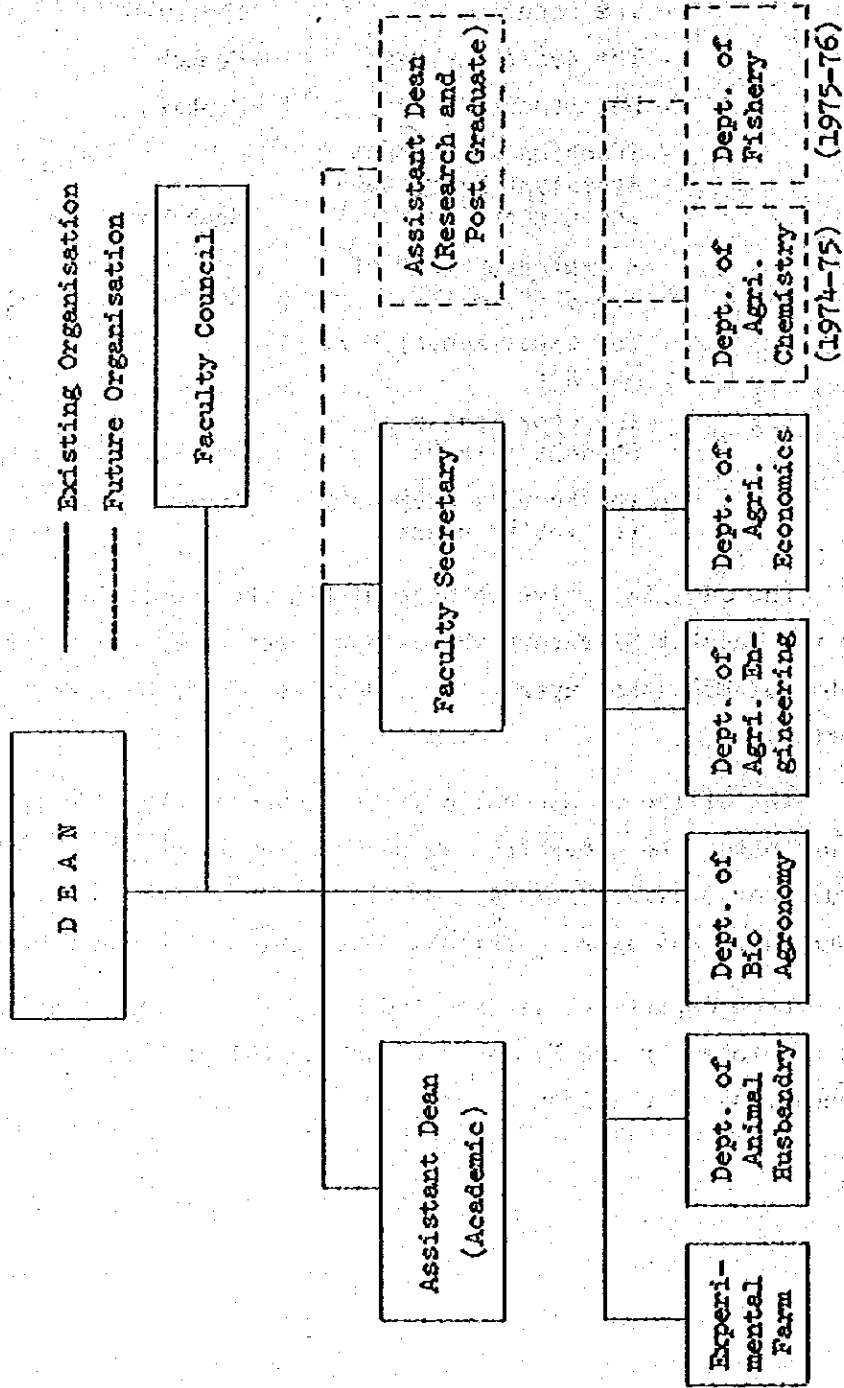 D E A N
Existing Organisation
Future Organisation
Faculty Council
Assistant Dean
(Academic)
Faculty Secretary
Assistant Dean
(Research and
Post Graduate)
Experi-
mental
Farm
Dept. of
Animal
Husbandry
Dept. of
Bio
Agronomy
Dept. of
Agri. En-
gineering
Dept. of
Agri.
Economics
Dept. of
Agri.
Chemistry
(1974-75)
Dept. of
Fishery
(1975-76)